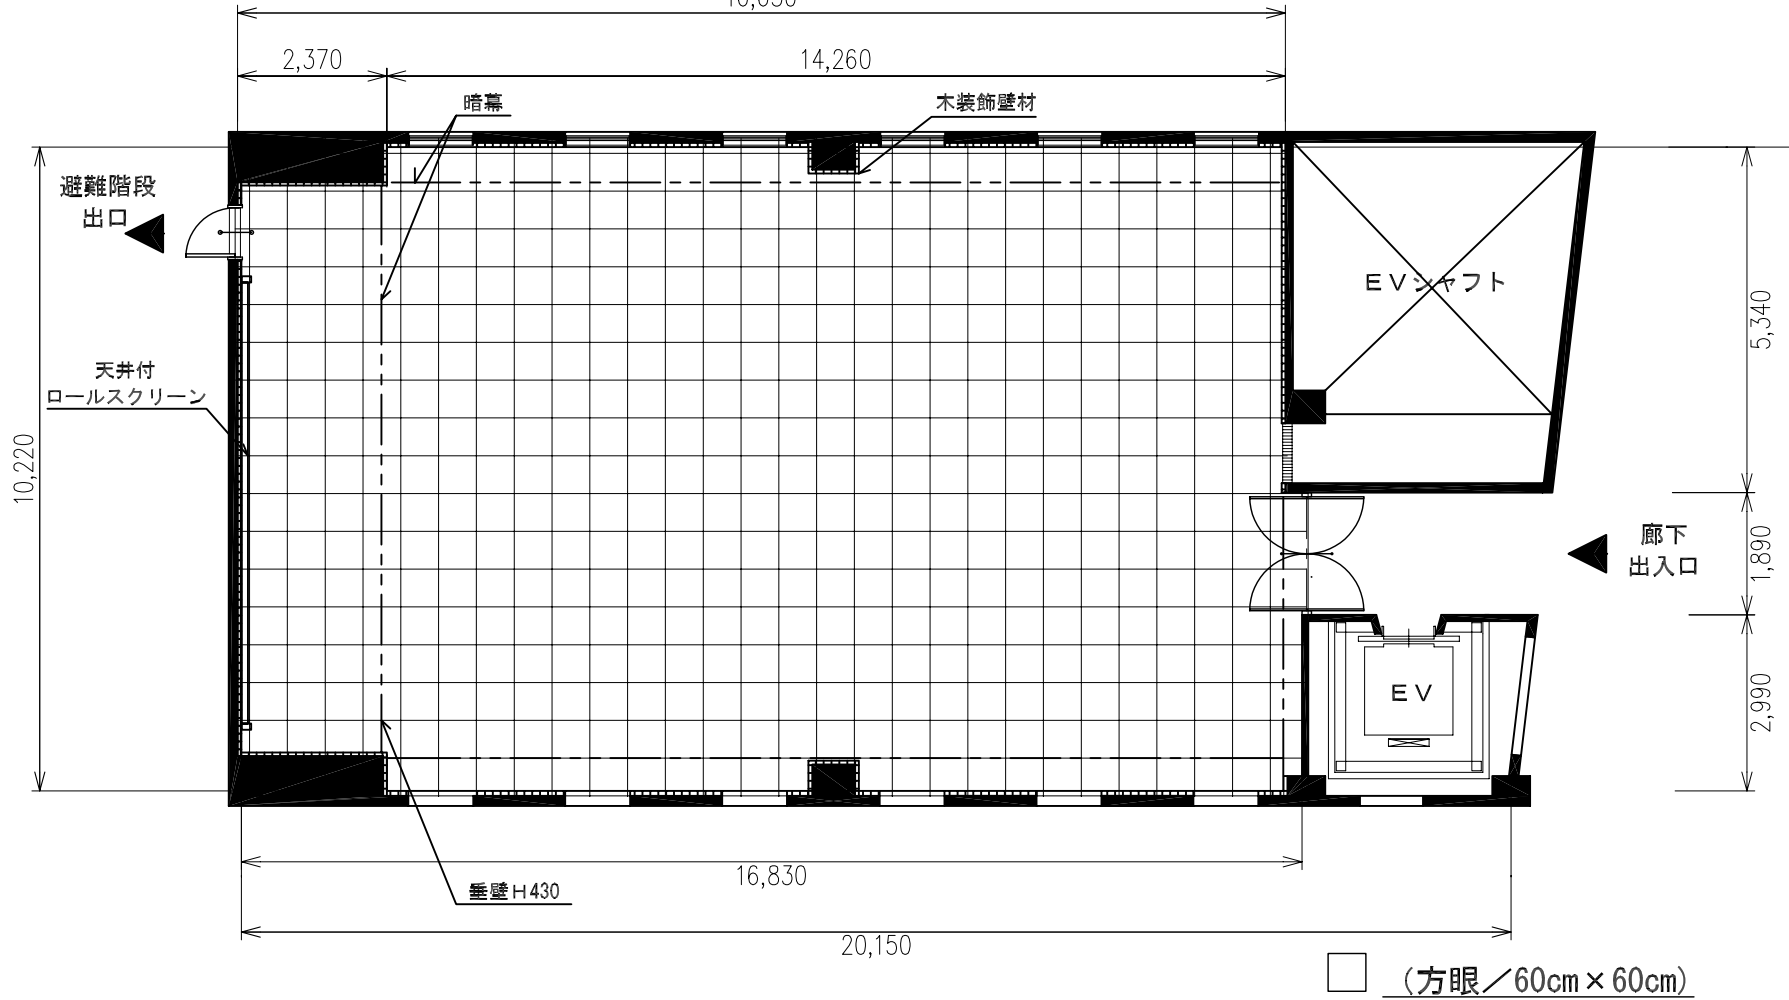 2,370
14,260
暗幕
木装飾壁材
避難階段
出口
EVシャフト
5,340
天井付
ロールスクリーン
10,220
廊下
出入口
1,890
EV
2,990
16,830
垂壁H430
20,150
(方眼/60cm×60cm)